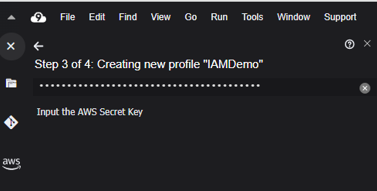 9 File Edit Find View Go Run Tools Window Support
Step 3 of 4: Creating new profile "IAMDemo"
••••••••••••••••••••••••••••••••••••••••
Input the AWS Secret Key
aws